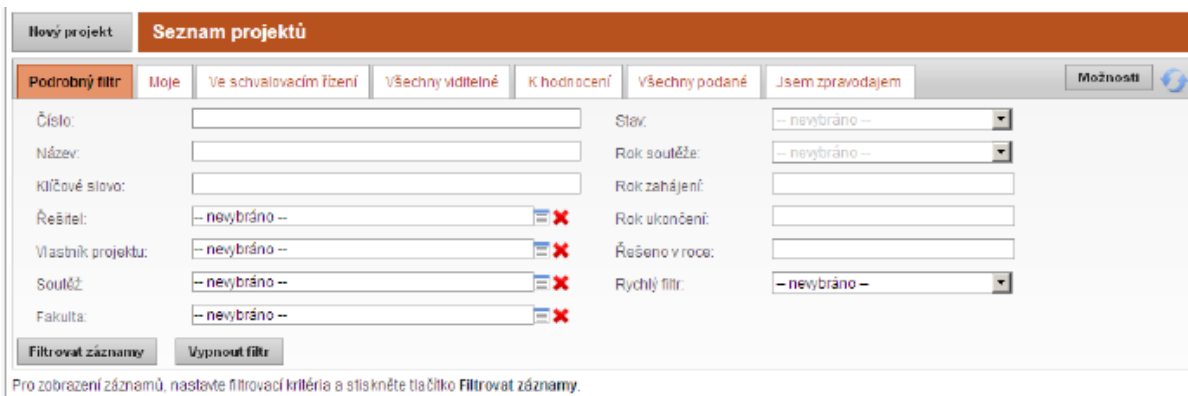 Nový projekt Seznam projektů
Podrobný filtr Moje Ve schvalovacím řízení Všechny viditelné K hodnocení Všechny podané Jsem zpravodajem Možnosti
Číslo: Stav: -- nevybráno --
Název: Rok soutěže: -- nevybráno --
Klíčové slovo: Rok zahájení:
Řešitel: -- nevybráno -- Rok ukončení:
Vlastník projektu: -- nevybráno -- Řešeno v roce:
Soutěž: -- nevybráno -- Rychlý filtr: -- nevybráno --
Fakulta: -- nevybráno --
Filtrovat záznamy Vypnout filtr
Pro zobrazení záznamů, nastavte filtrovací kritéria a stiskněte tlačítko Filtrovat záznamy.